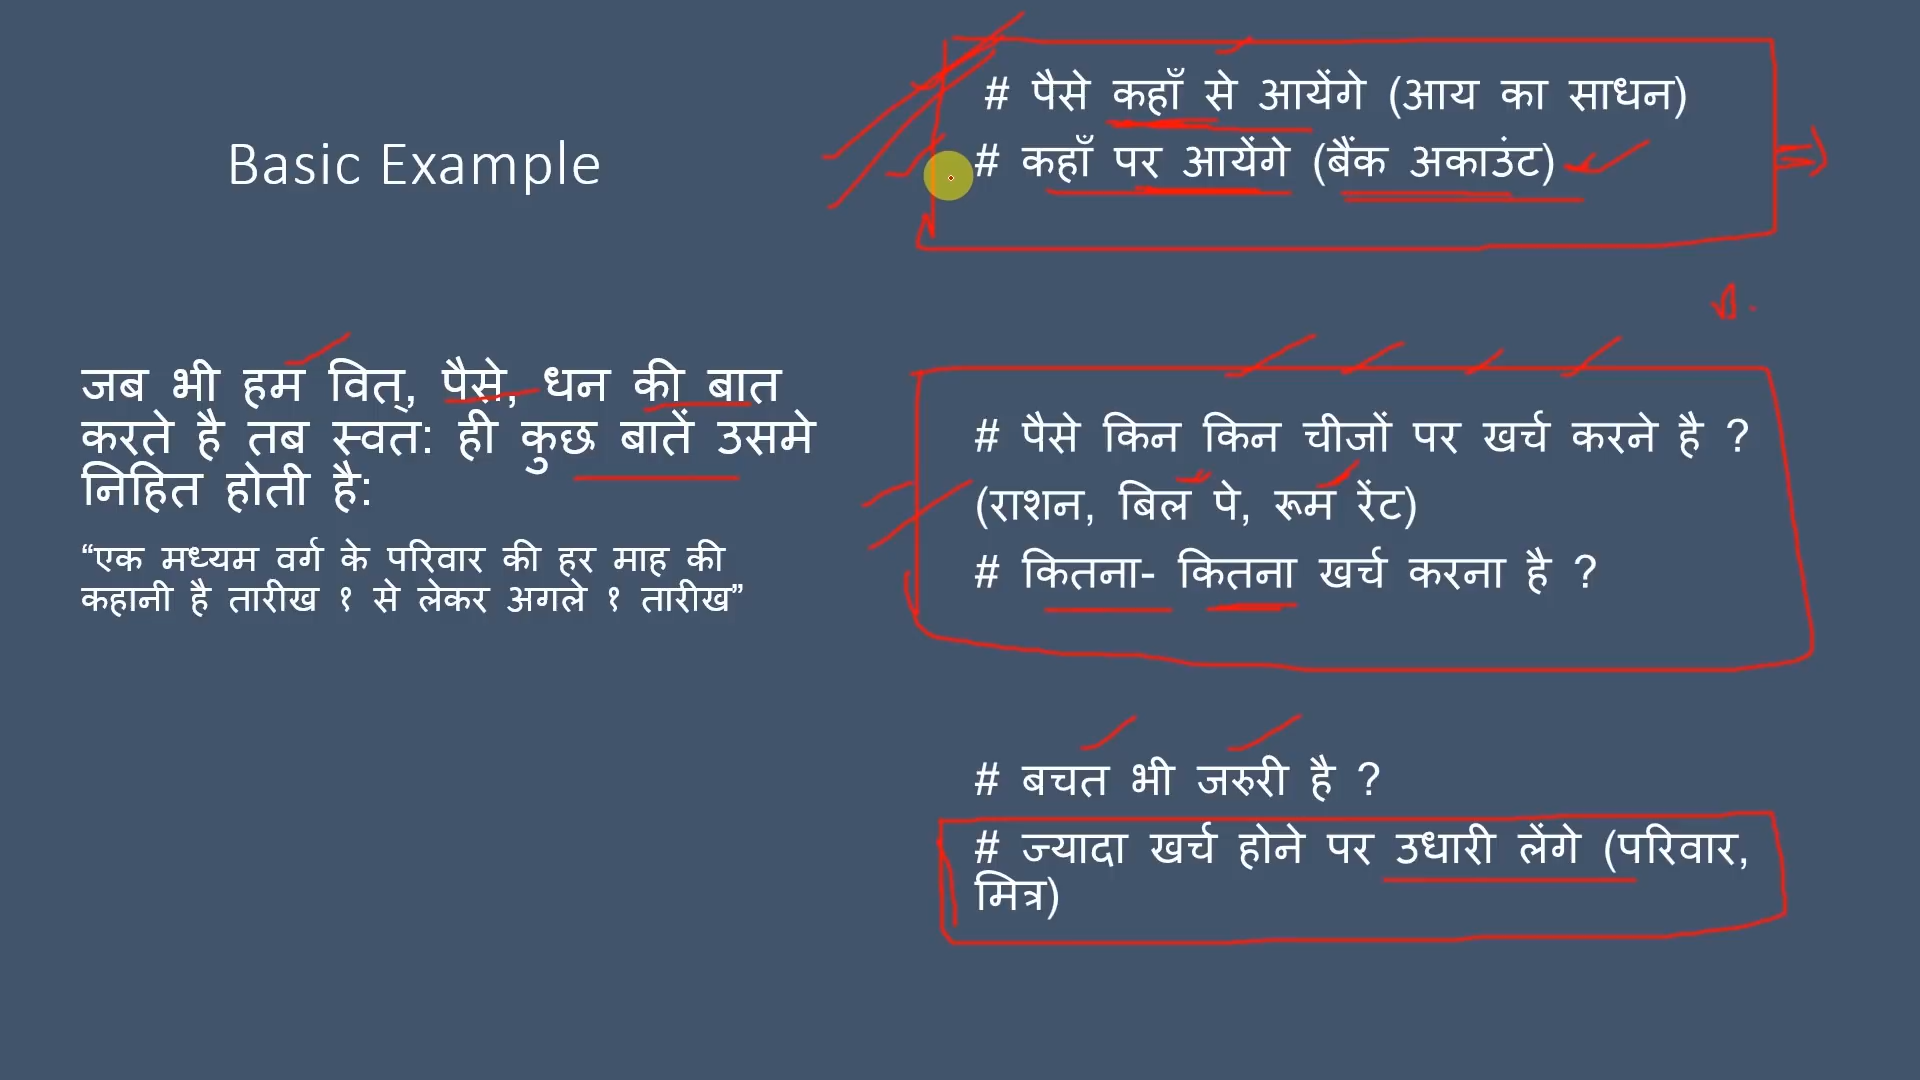 Basic Example
जब भी हम वित्, पैसे, धन की बात
करते है तब स्वत: ही कुछ बातें उसमे
निहित होती है:
“एक मध्यम वर्ग के परिवार की हर माह की
कहानी है तारीख १ से लेकर अगले १ तारीख”
# पैसे कहाँ से आयेंगे (आय का साधन)
# कहाँ पर आयेंगे (बैंक अकाउंट)
# पैसे किन किन चीजों पर खर्च करने है ?
(राशन, बिल पे, रूम रेंट)
# कितना- कितना खर्च करना है ?
# बचत भी जरुरी है ?
# ज्यादा खर्च होने पर उधारी लेंगे (परिवार,
मित्र)